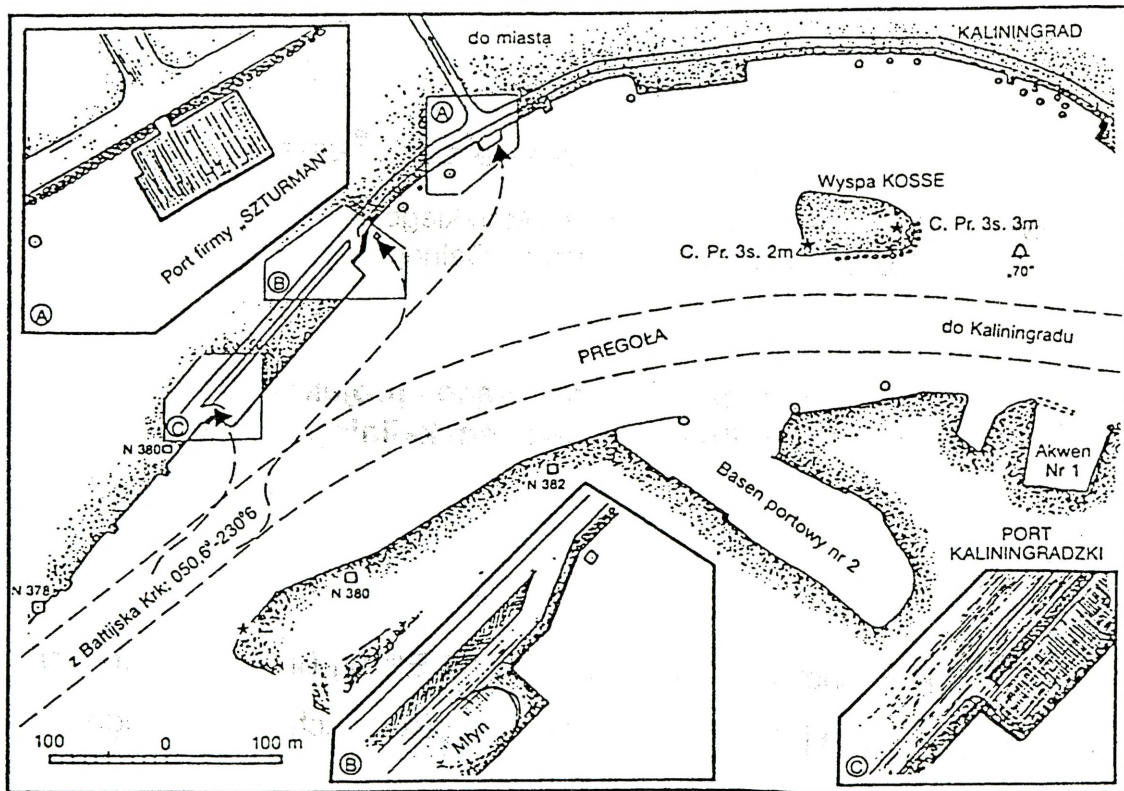 do miasta
KALININGRAD
A
Port firmy „SZTURMAN”
A
Wyspa KOSSE
C. Pr. 3s. 3m
C. Pr. 3s. 2m
„70”
B
PREGOŁA
do Kaliningradu
C
N 380
N 382
Akwen
Nr 1
Basen portowy nr 2
PORT
KALININGRADZKI
z Bałtijska Krk: 050,6°-230°6
N 378
N 380
Młyn
100 0 100 m
B
C